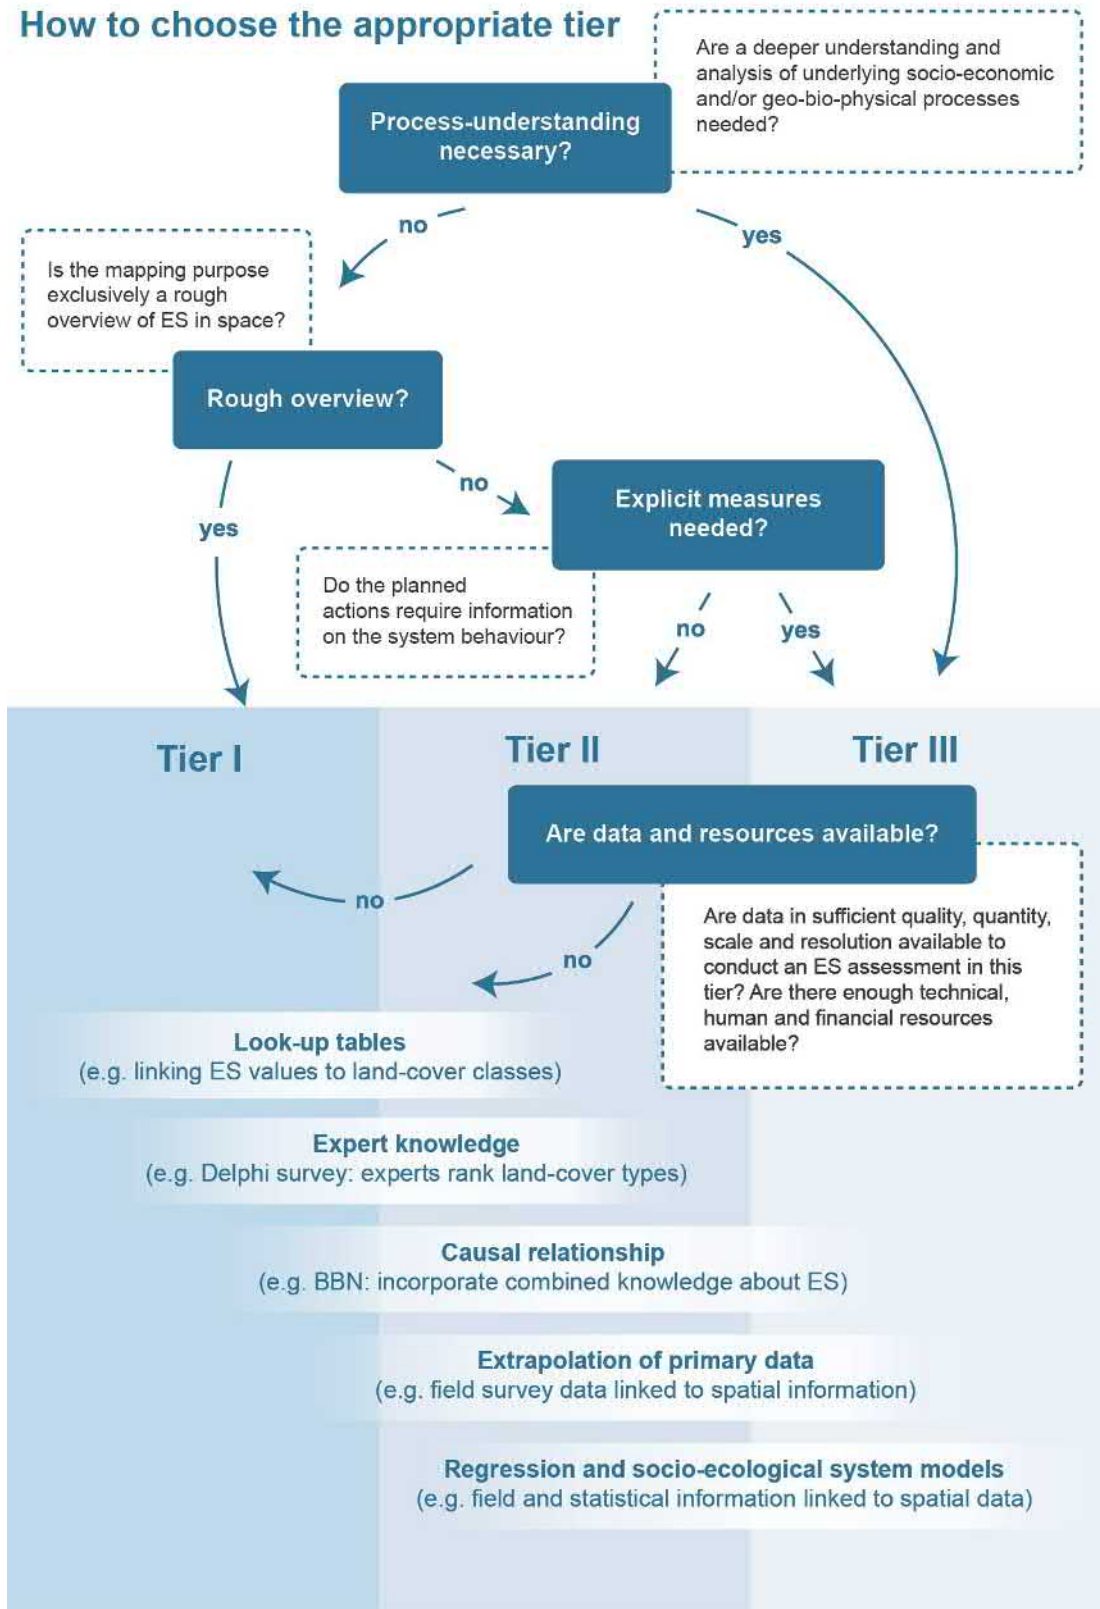 How to choose the appropriate tier
Are a deeper understanding and
analysis of underlying socio-economic
and/or geo-bio-physical processes
needed?
Process-understanding
necessary?
no
yes
Is the mapping purpose
exclusively a rough
overview of ES in space?
Rough overview?
no
yes
Explicit measures
needed?
Do the planned
actions require information
on the system behaviour?
no
yes
Tier I
Tier II
Tier III
Are data and resources available?
no
no
Are data in sufficient quality, quantity,
scale and resolution available to
conduct an ES assessment in this
tier? Are there enough technical,
human and financial resources
available?
Look-up tables
(e.g. linking ES values to land-cover classes)
Expert knowledge
(e.g. Delphi survey: experts rank land-cover types)
Causal relationship
(e.g. BBN: incorporate combined knowledge about ES)
Extrapolation of primary data
(e.g. field survey data linked to spatial information)
Regression and socio-ecological system models
(e.g. field and statistical information linked to spatial data)